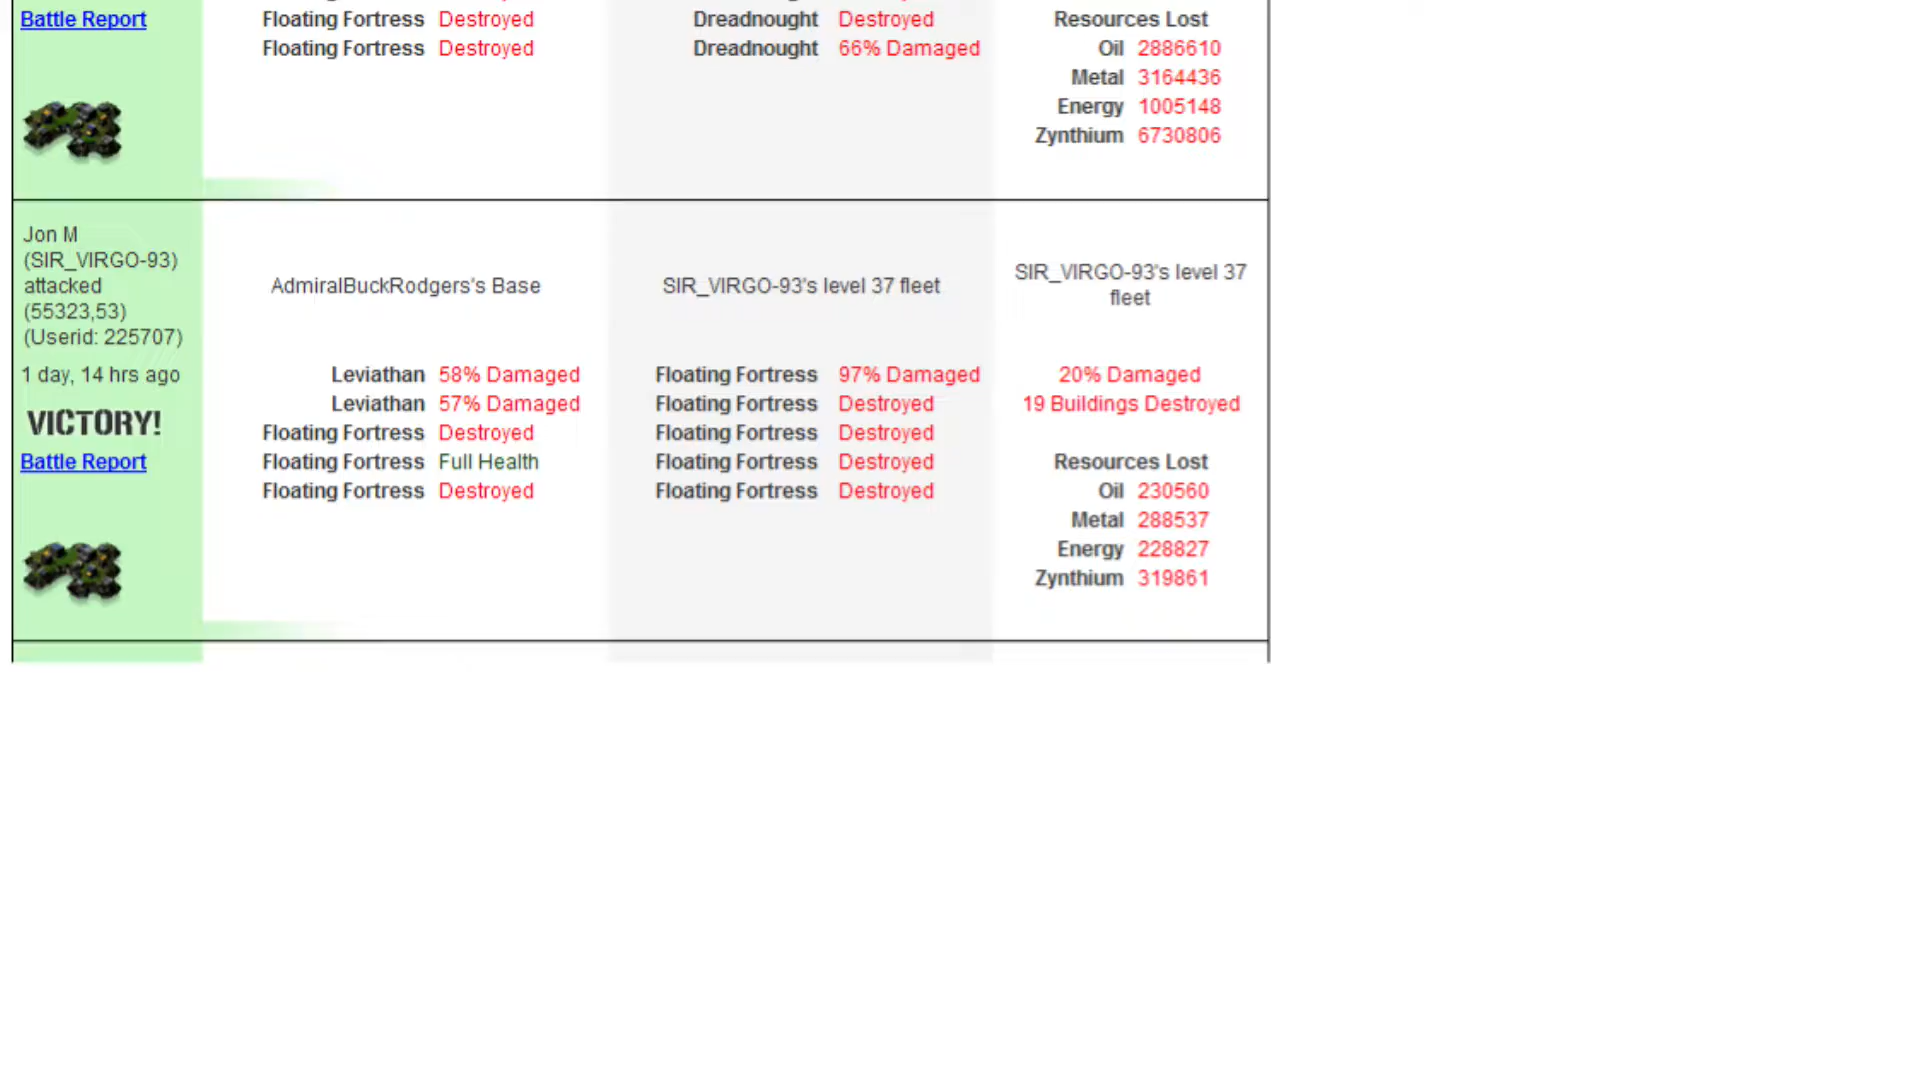 Battle Report
Floating Fortress Destroyed
Floating Fortress Destroyed
Dreadnought Destroyed
Dreadnought 66% Damaged
Resources Lost
Oil 2886610
Metal 3164436
Energy 1005148
Zynthium 6730806
Jon M
(SIR_VIRGO-93)
attacked
(55323,53)
(Userid: 225707)
1 day, 14 hrs ago
VICTORY!
Battle Report
AdmiralBuckRodgers's Base
Leviathan 58% Damaged
Leviathan 57% Damaged
Floating Fortress Destroyed
Floating Fortress Full Health
Floating Fortress Destroyed
SIR_VIRGO-93's level 37 fleet
Floating Fortress 97% Damaged
Floating Fortress Destroyed
Floating Fortress Destroyed
Floating Fortress Destroyed
Floating Fortress Destroyed
SIR_VIRGO-93's level 37
fleet
20% Damaged
19 Buildings Destroyed
Resources Lost
Oil 230560
Metal 288537
Energy 228827
Zynthium 319861